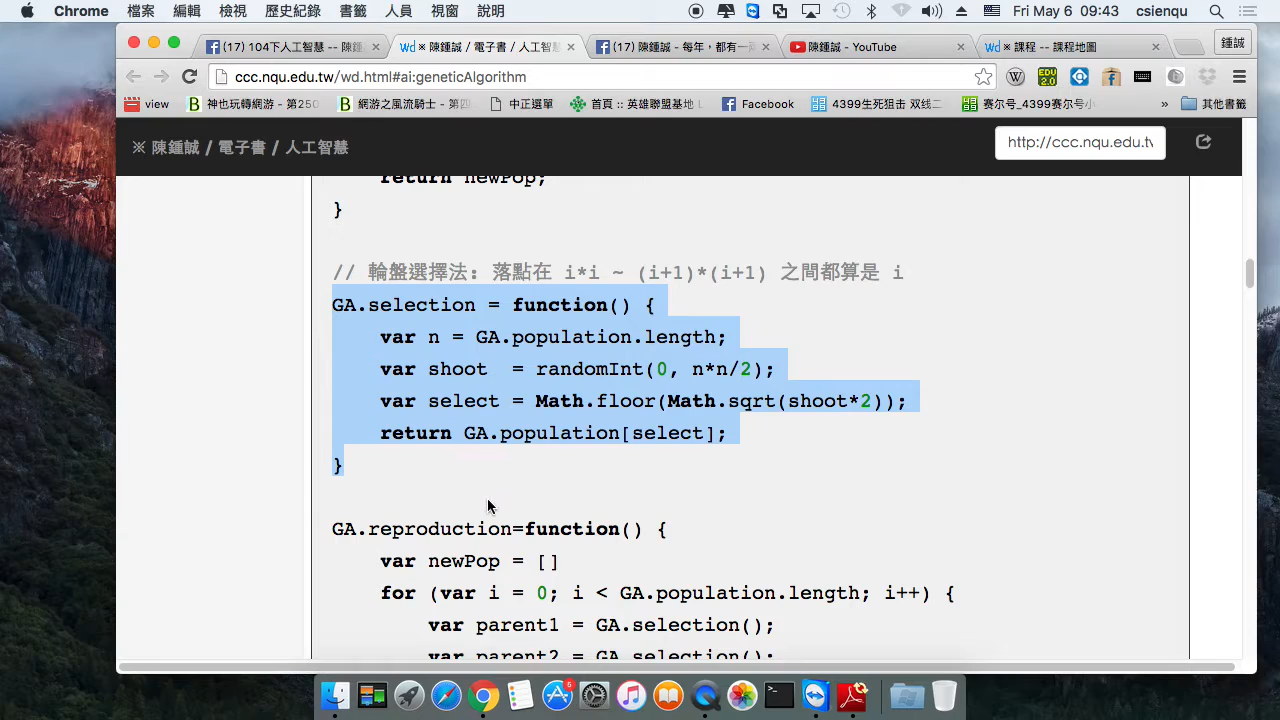 Chrome 檔案 編輯 檢視 歷史紀錄 書籤 人員 視窗 說明 Fri May 6 09:43 csienqu
(17) 104下人工智慧 -- 陳鍾
※ 陳鍾誠 / 電子書 / 人工智慧
(17) 陳鍾誠 - 每年，都有一
陳鍾誠 - YouTube
※ 課程 -- 課程地圖
鍾誠
ccc.nqu.edu.tw/wd.html#ai:geneticAlgorithm
view 神也玩轉網游 - 第250 網游之風流騎士 - 第四 中正選單 首頁 :: 英雄聯盟基地 Facebook 4399生死狙击 双线二 赛尔号_4399赛尔号小 » 其他書籤
※ 陳鍾誠 / 電子書 / 人工智慧
http://ccc.nqu.edu.tv
return newPop;
}
// 輪盤選擇法: 落點在 i*i ~ (i+1)*(i+1) 之間都算是 i
GA.selection = function() {
var n = GA.population.length;
var shoot = randomInt(0, n*n/2);
var select = Math.floor(Math.sqrt(shoot*2));
return GA.population[select];
}
GA.reproduction=function() {
var newPop = []
for (var i = 0; i < GA.population.length; i++) {
var parent1 = GA.selection();
var parent2 = GA.selection();